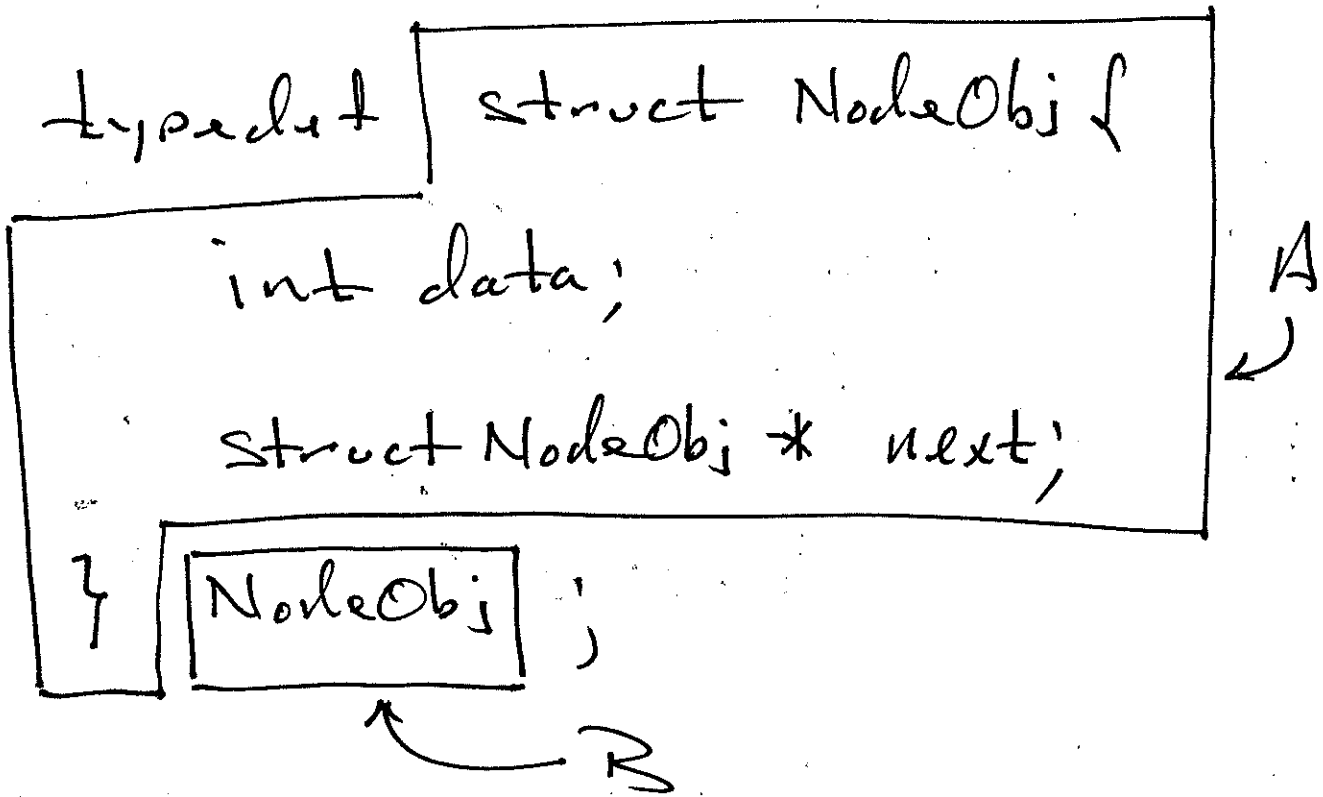 typedef struct NodeObj {
int data;
struct NodeObj * next;
} NodeObj ;
A
B